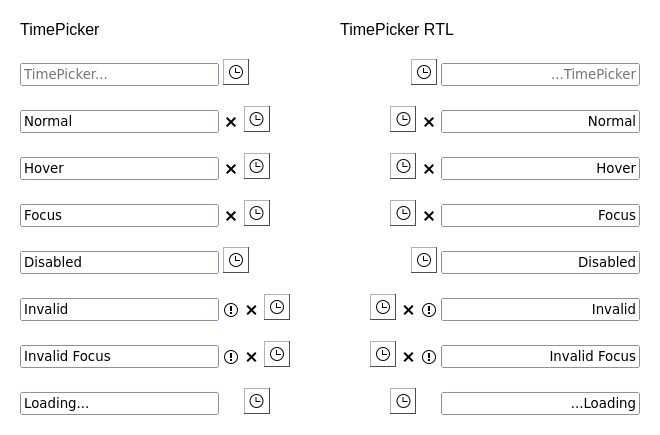 TimePicker
TimePicker...
Normal
Hover
Focus
Disabled
Invalid
Invalid Focus
Loading...
TimePicker RTL
...TimePicker
Normal
Hover
Focus
Disabled
Invalid
Invalid Focus
...Loading